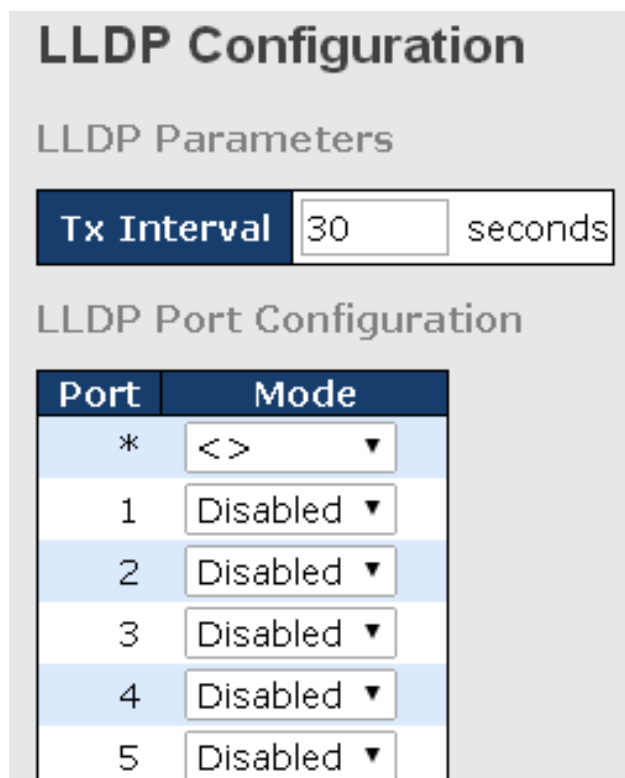 LLDP Configuration
LLDP Parameters
Tx Interval 30 seconds
LLDP Port Configuration
Port Mode
* <>
1 Disabled
2 Disabled
3 Disabled
4 Disabled
5 Disabled